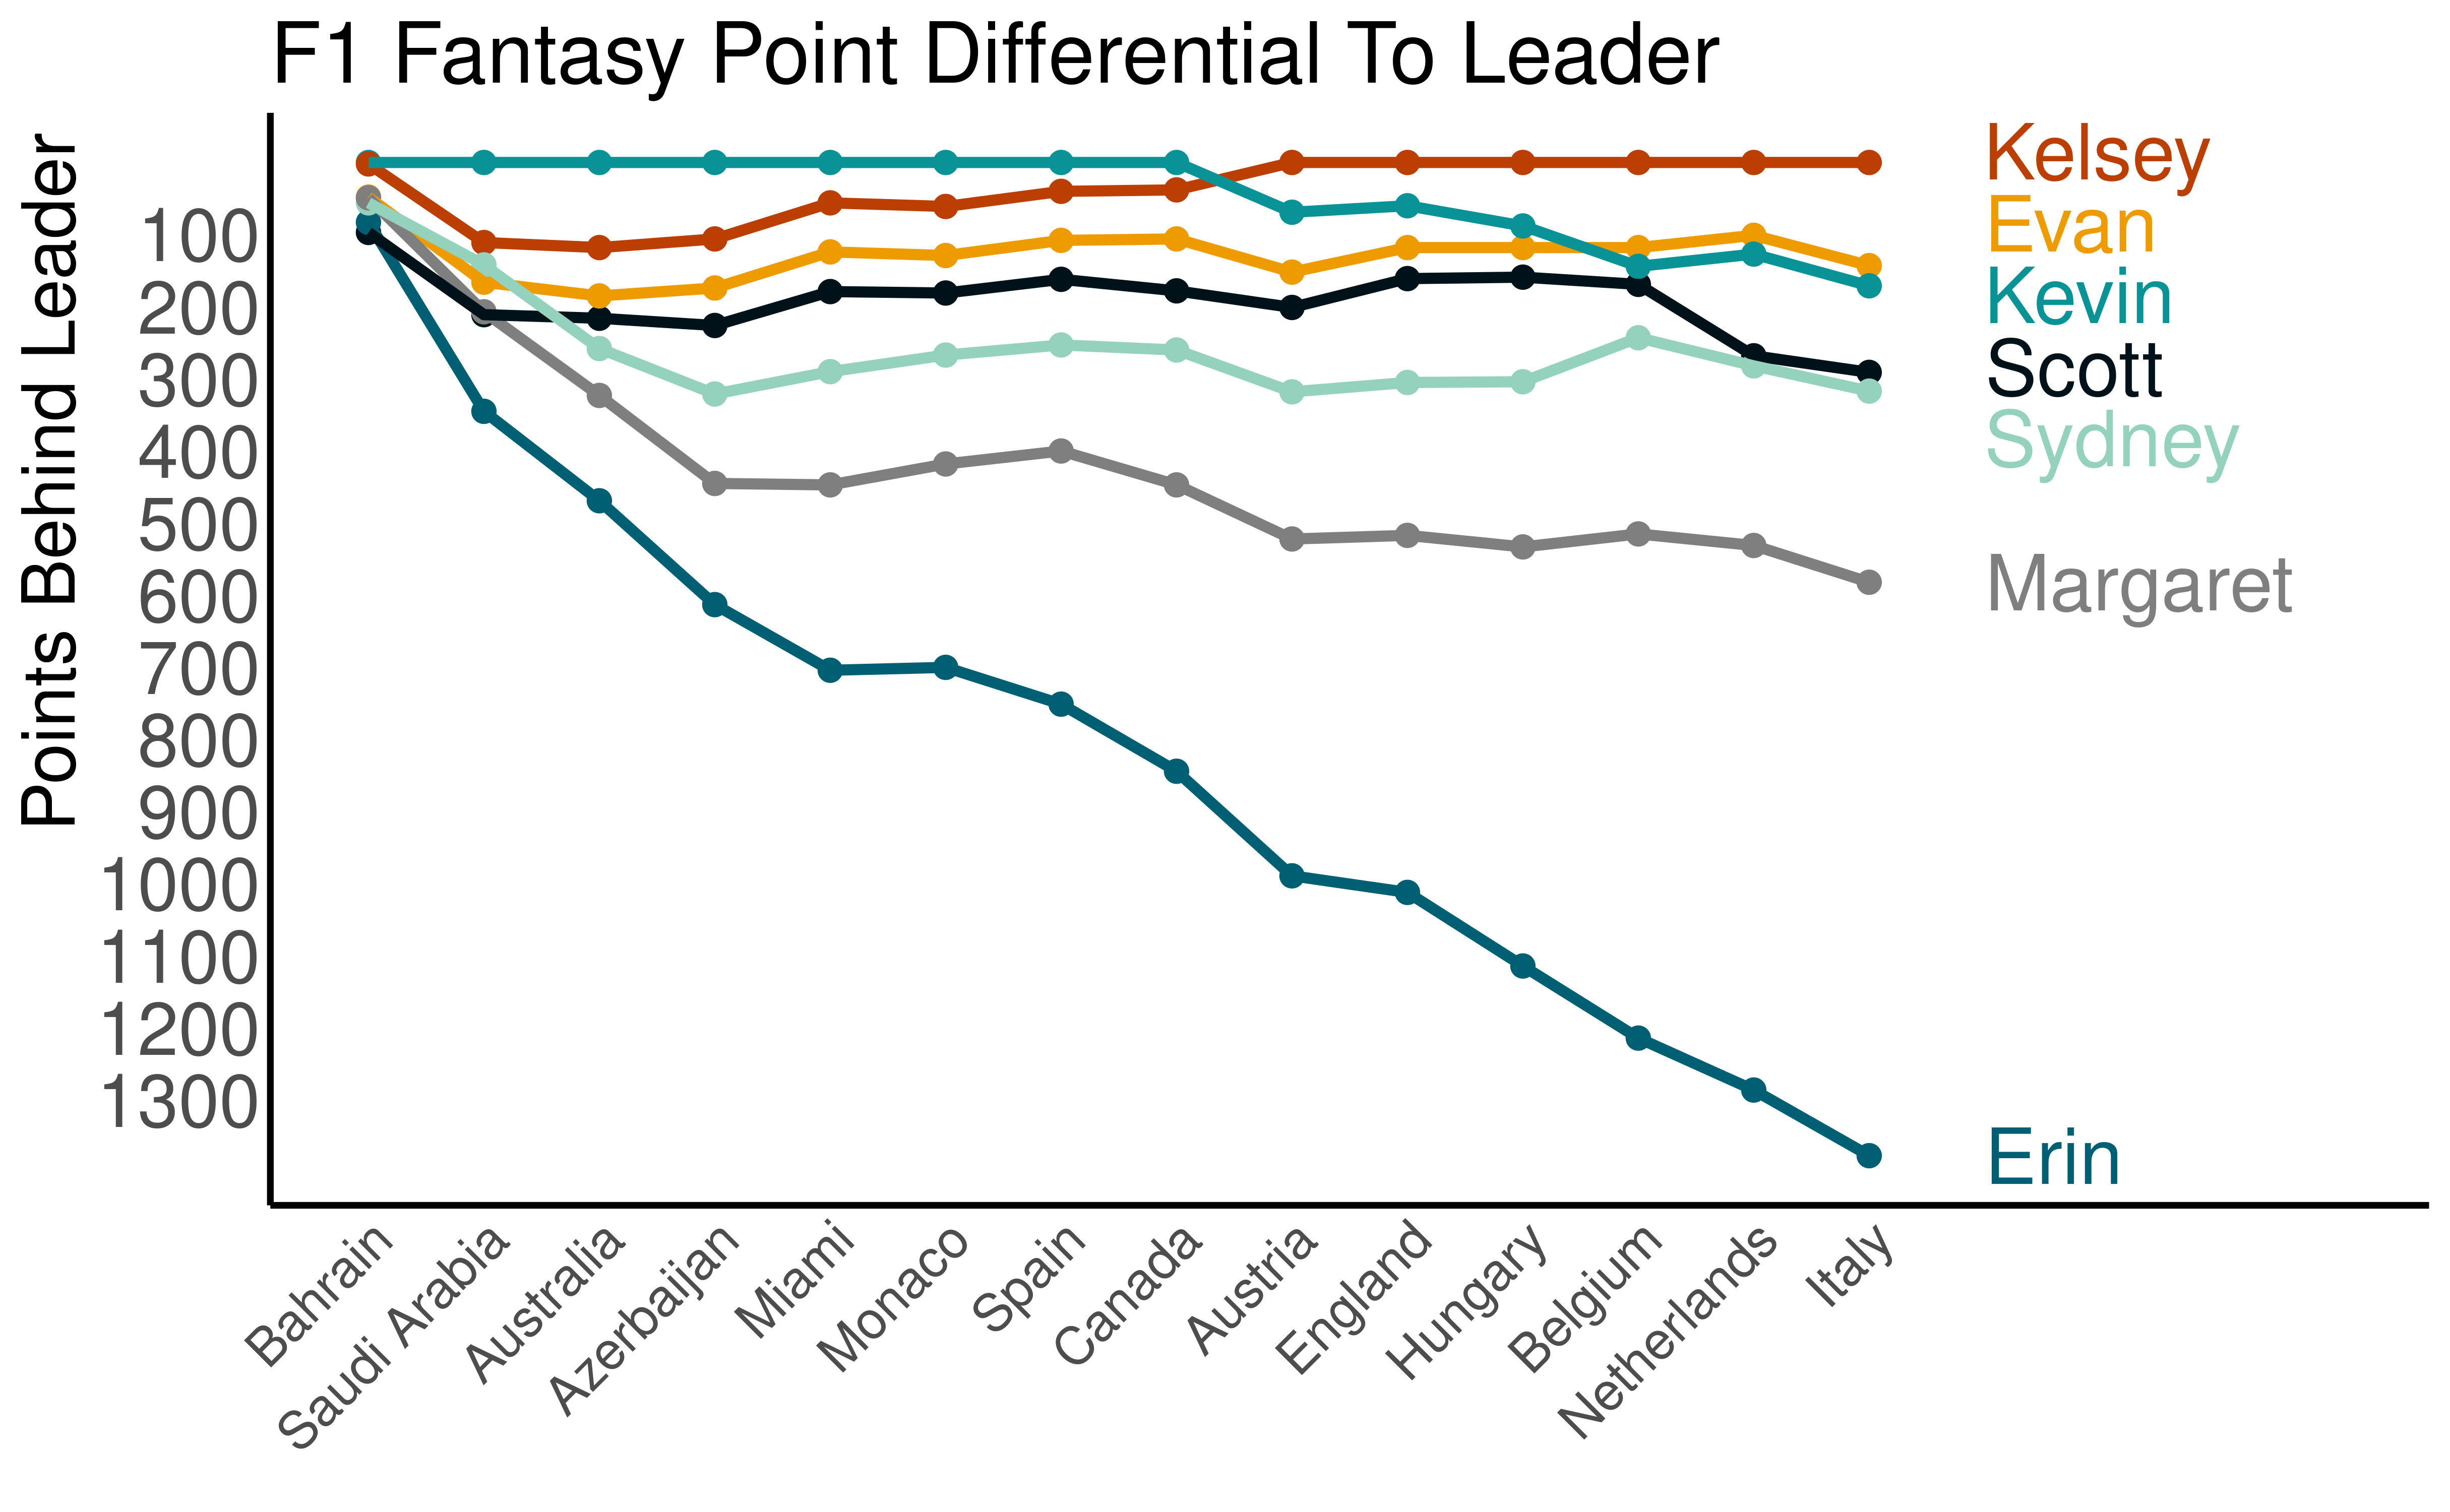 F1 Fantasy Point Differential To Leader
Points Behind Leader
100
200
300
400
500
600
700
800
900
1000
1100
1200
1300
Kelsey
Evan
Kevin
Scott
Sydney
Margaret
Erin
Bahrain
Saudi Arabia
Australia
Azerbaijan
Miami
Monaco
Spain
Canada
Austria
England
Hungary
Belgium
Netherlands
Italy